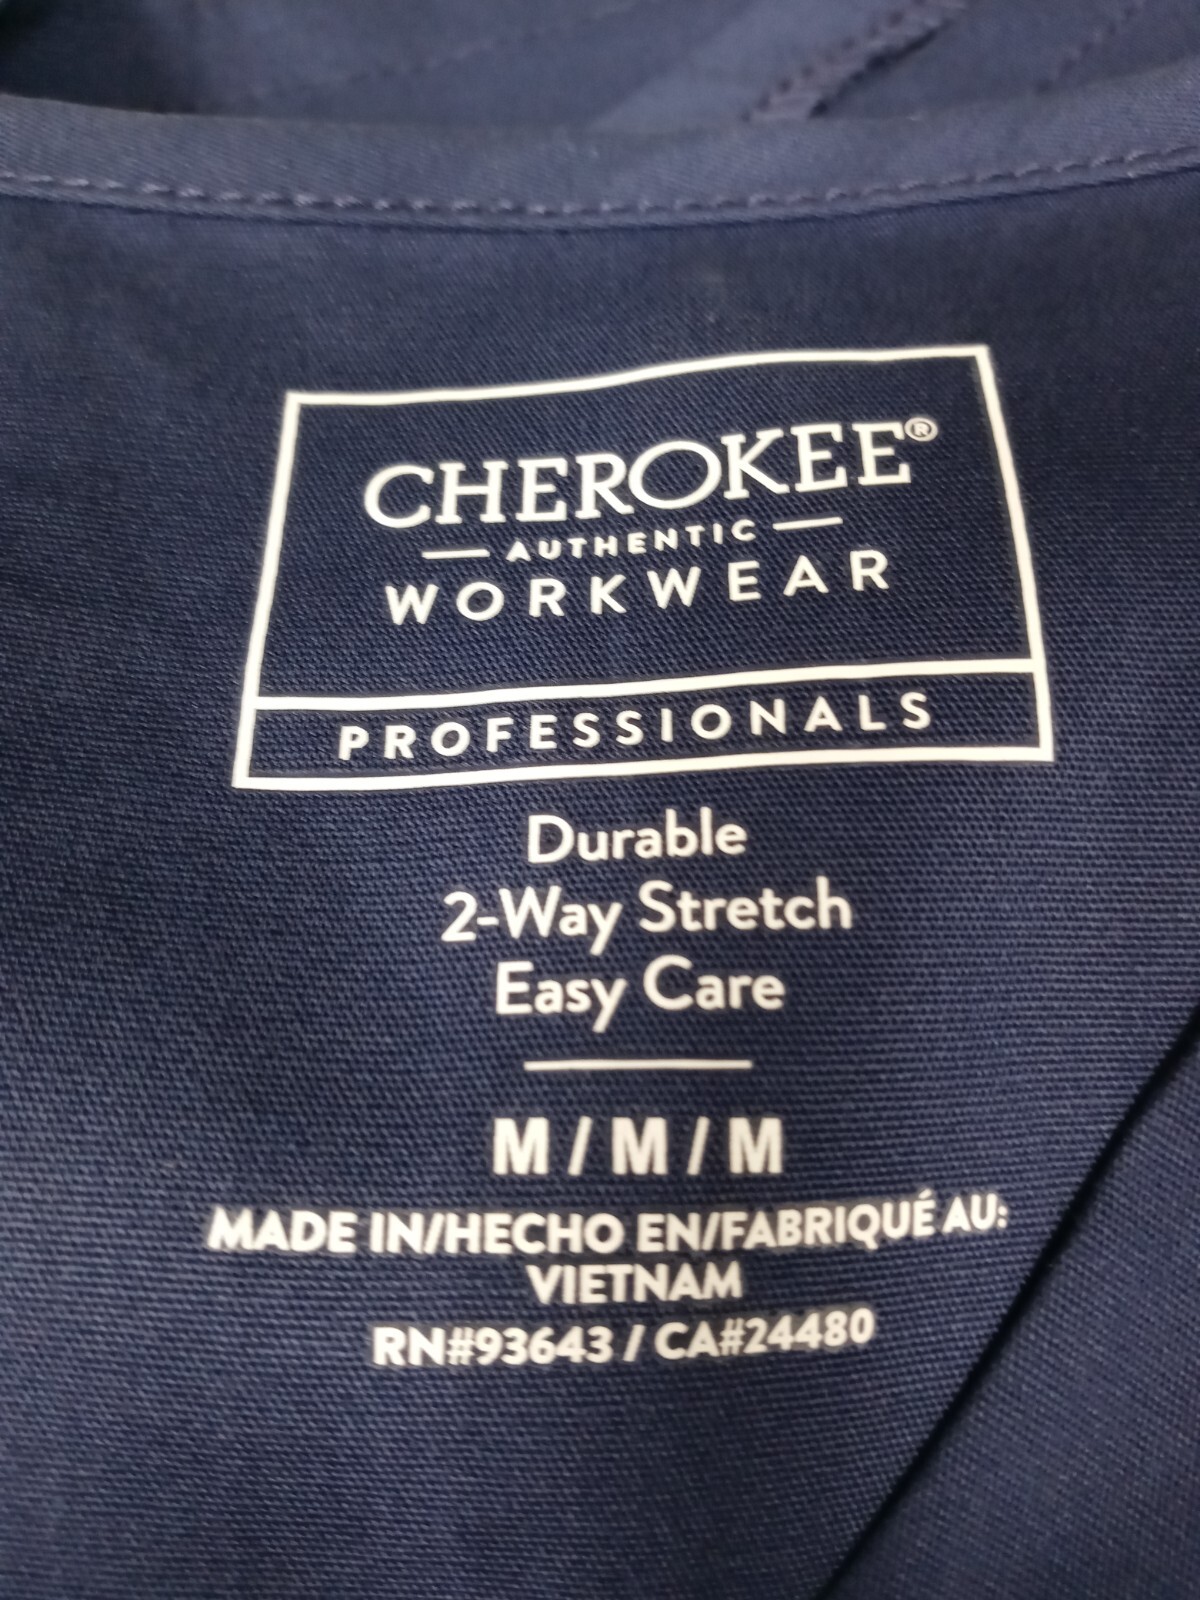 CHEROKEE®
AUTHENTIC
WORKWEAR
PROFESSIONALS
Durable
2-Way Stretch
Easy Care
M / M / M
MADE IN/HECHO EN/FABRIQUÉ AU:
VIETNAM
RN#93643 / CA#24480